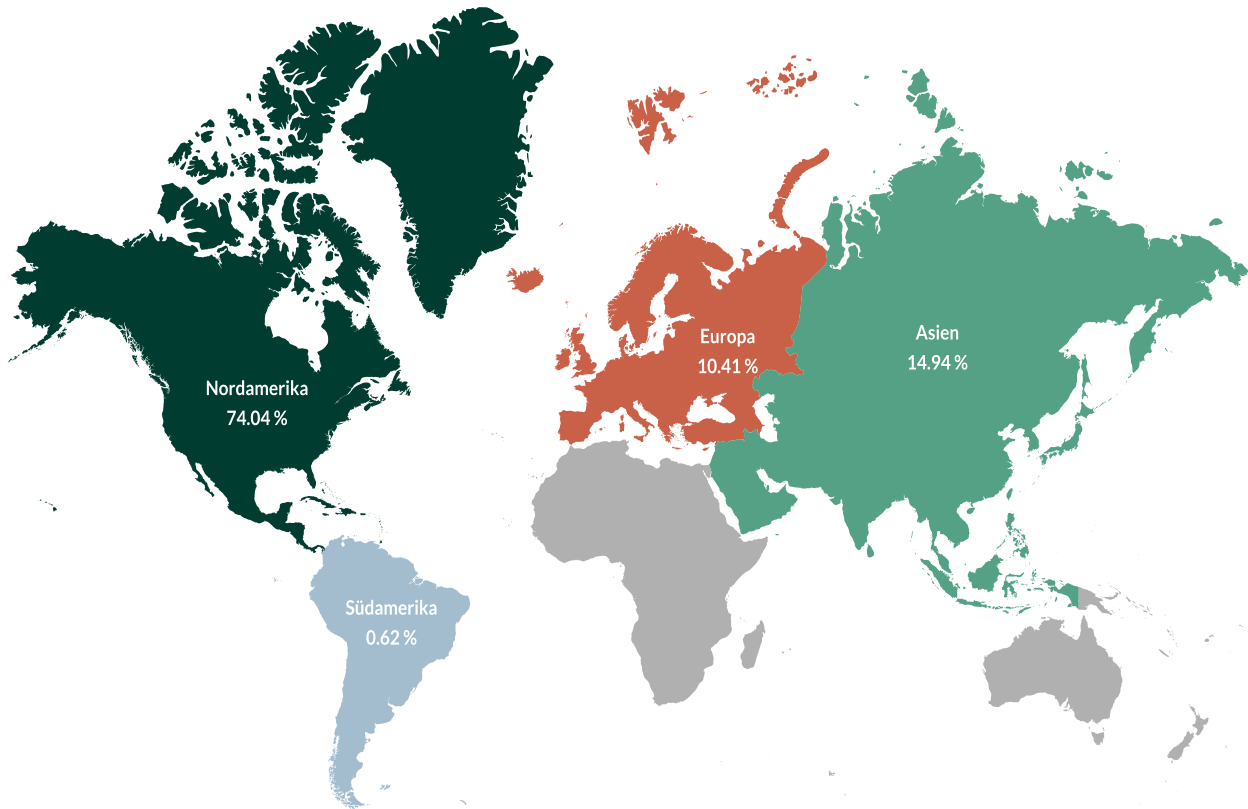 Nordamerika
74.04 %
Europa
10.41 %
Asien
14.94 %
Südamerika
0.62 %